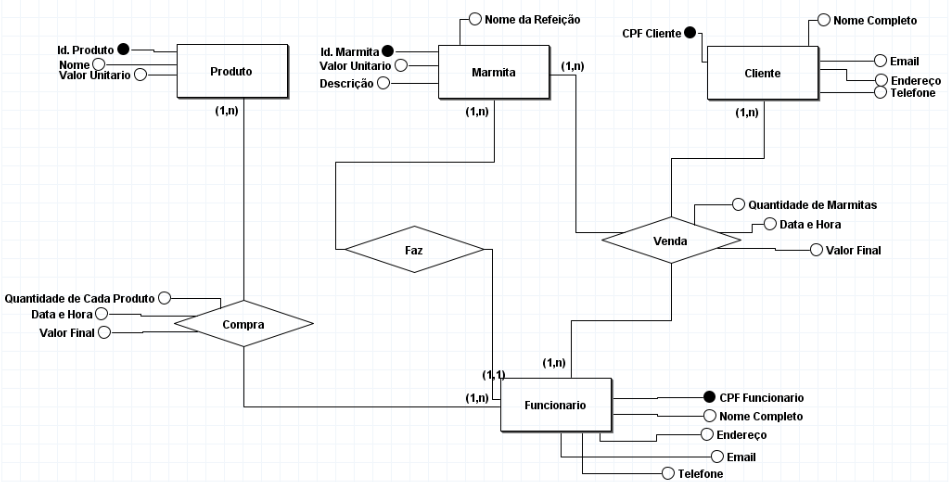 Nome da Refeição
Nome Completo
Id. Produto
Nome
Valor Unitario
Produto
(1,n)
Id. Marmita
Valor Unitario
Descrição
Marmita
(1,n)
(1,n)
CPF Cliente
Cliente
Email
Endereço
Telefone
(1,n)
Quantidade de Marmitas
Data e Hora
Valor Final
Venda
Faz
Quantidade de Cada Produto
Data e Hora
Valor Final
Compra
(1,n)
(1,1)
(1,n)
Funcionario
CPF Funcionario
Nome Completo
Endereço
Email
Telefone